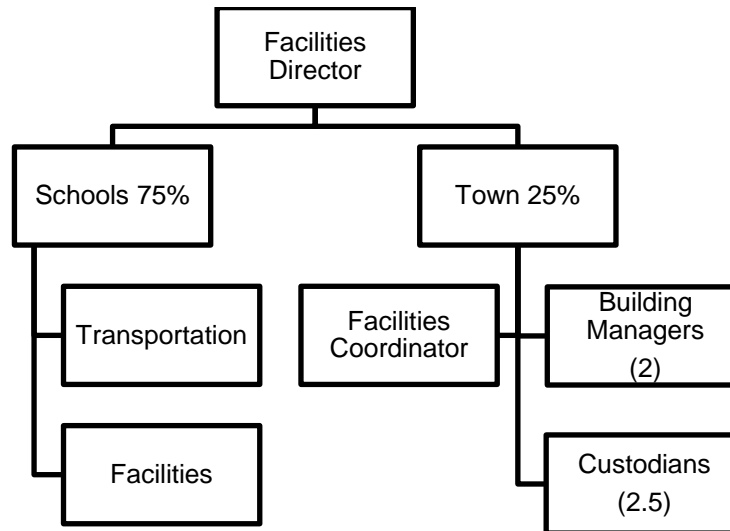 Facilities
Director
Schools 75%
Town 25%
Transportation
Facilities
Coordinator
Building
Managers
(2)
Facilities
Custodians
(2.5)